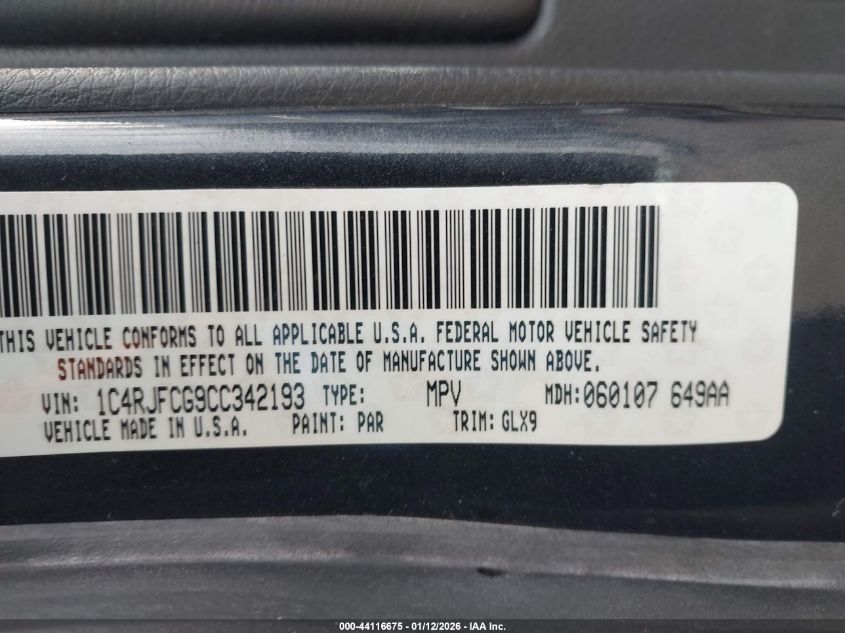 THIS VEHICLE CONFORMS TO ALL APPLICABLE U.S.A. FEDERAL MOTOR VEHICLE SAFETY
STANDARDS IN EFFECT ON THE DATE OF MANUFACTURE SHOWN ABOVE.
VIN: 1C4RJFCG9CC342193 TYPE: MPV MDH:060107 649AA
VEHICLE MADE IN U.S.A. PAINT: PAR TRIM: GLX9
000-44116675 - 01/12/2026 - IAA Inc.